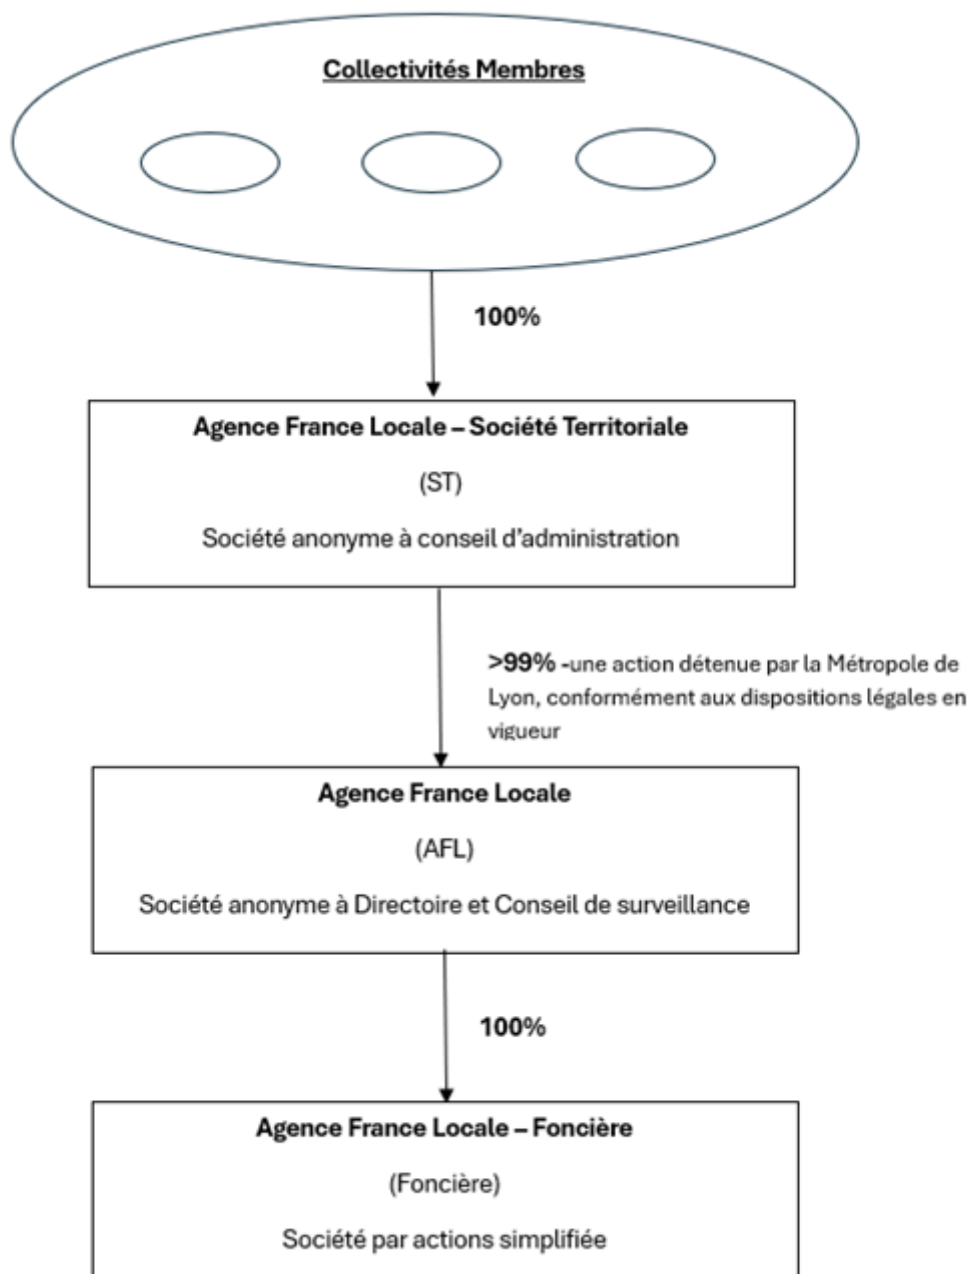 Collectivités Membres
100%
Agence France Locale – Société Territoriale
(ST)
Société anonyme à conseil d’administration
>99% -une action détenue par la Métropole de
Lyon, conformément aux dispositions légales en
vigueur
Agence France Locale
(AFL)
Société anonyme à Directoire et Conseil de surveillance
100%
Agence France Locale – Foncière
(Foncière)
Société par actions simplifiée